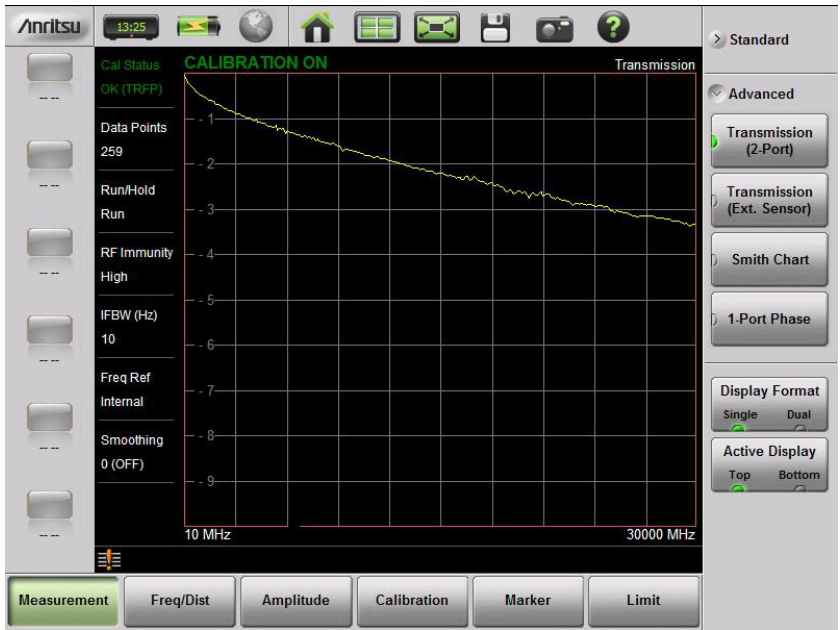 Anritsu
13:25
?
Standard
Cal Status
OK (TRFP)
CALIBRATION ON
Transmission
Advanced
Data Points
259
Run/Hold
Run
RF Immunity
High
IFBW (Hz)
10
Freq Ref
Internal
Smoothing
0 (OFF)
- 1
- 2
- 3
- 4
- 5
- 6
- 7
- 8
- 9
10 MHz
30000 MHz
Transmission
(2-Port)
Transmission
(Ext. Sensor)
Smith Chart
1-Port Phase
Display Format
Single Dual
Active Display
Top Bottom
-- --
-- --
-- --
-- --
-- --
-- --
Measurement
Freq/Dist
Amplitude
Calibration
Marker
Limit